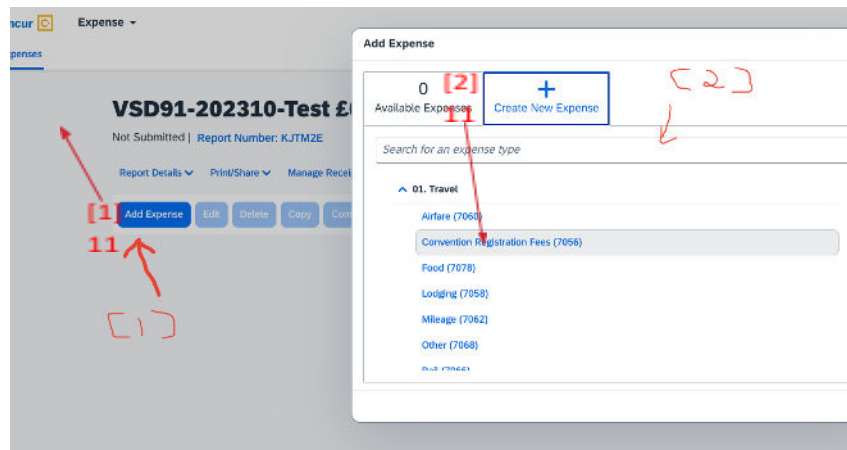 ncur C Expense
penses
VSD91-202310-Test £
Not Submitted | Report Number: KJTM2E
Report Details Print/Share Manage Recei
Add Expense Edit Delete Copy Com
[1]
11
[1]
Add Expense
0
Available Expenses
Create New Expense
[2]
11
[2]
Search for an expense type
01. Travel
Airfare (7060)
Convention Registration Fees (7056)
Food (7078)
Lodging (7058)
Mileage (7062)
Other (7068)
Rail (7066)